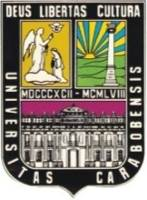 DEUS LIBERTAS CULTURA
MDCCCXCII - MCMLVIII
UNIVERSITAS
CARABOBENSIS